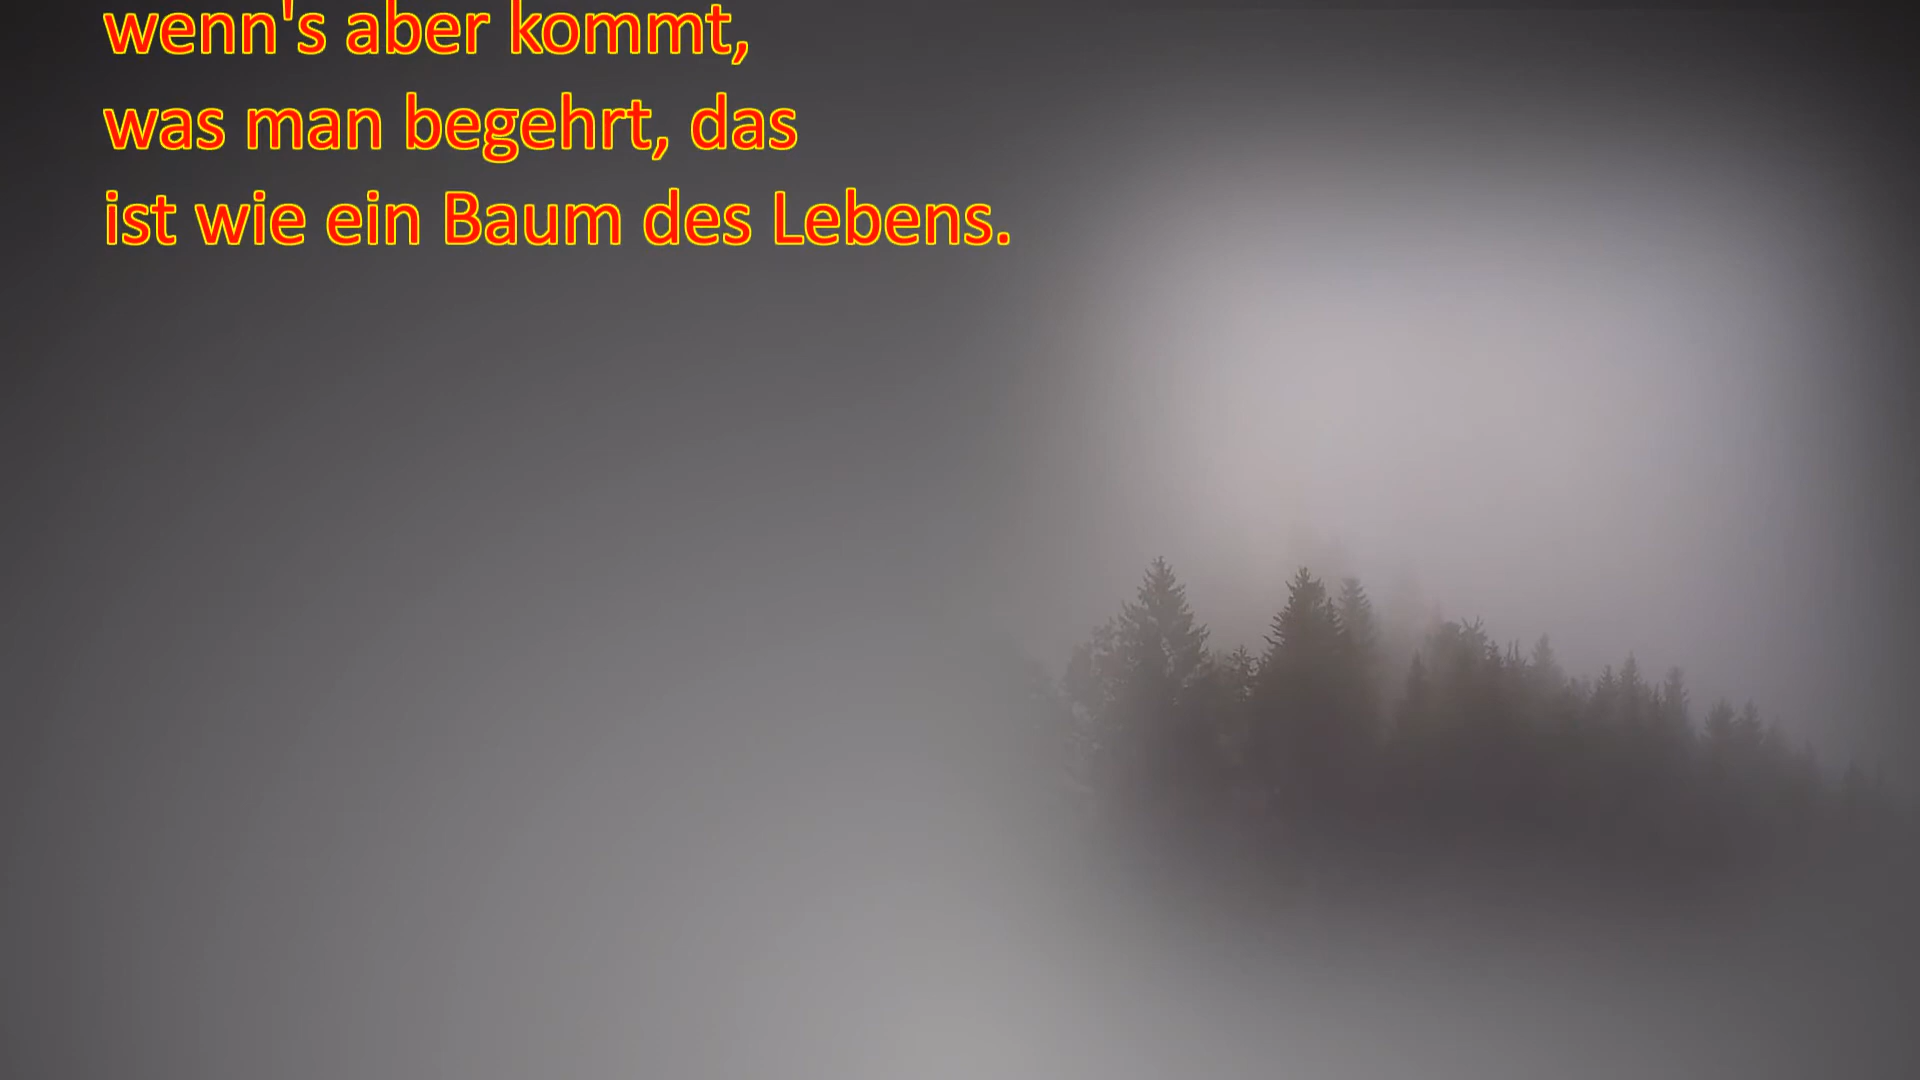 wenn's aber kommt,
was man begehrt, das
ist wie ein Baum des Lebens.